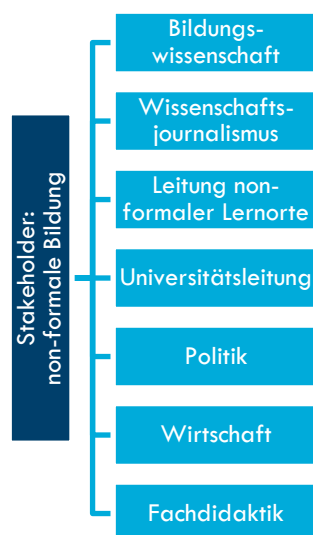 Stakeholder:
non-formale Bildung
Bildungs-
wissenschaft
Wissenschafts-
journalismus
Leitung non-
formaler Lernorte
Universitätsleitung
Politik
Wirtschaft
Fachdidaktik